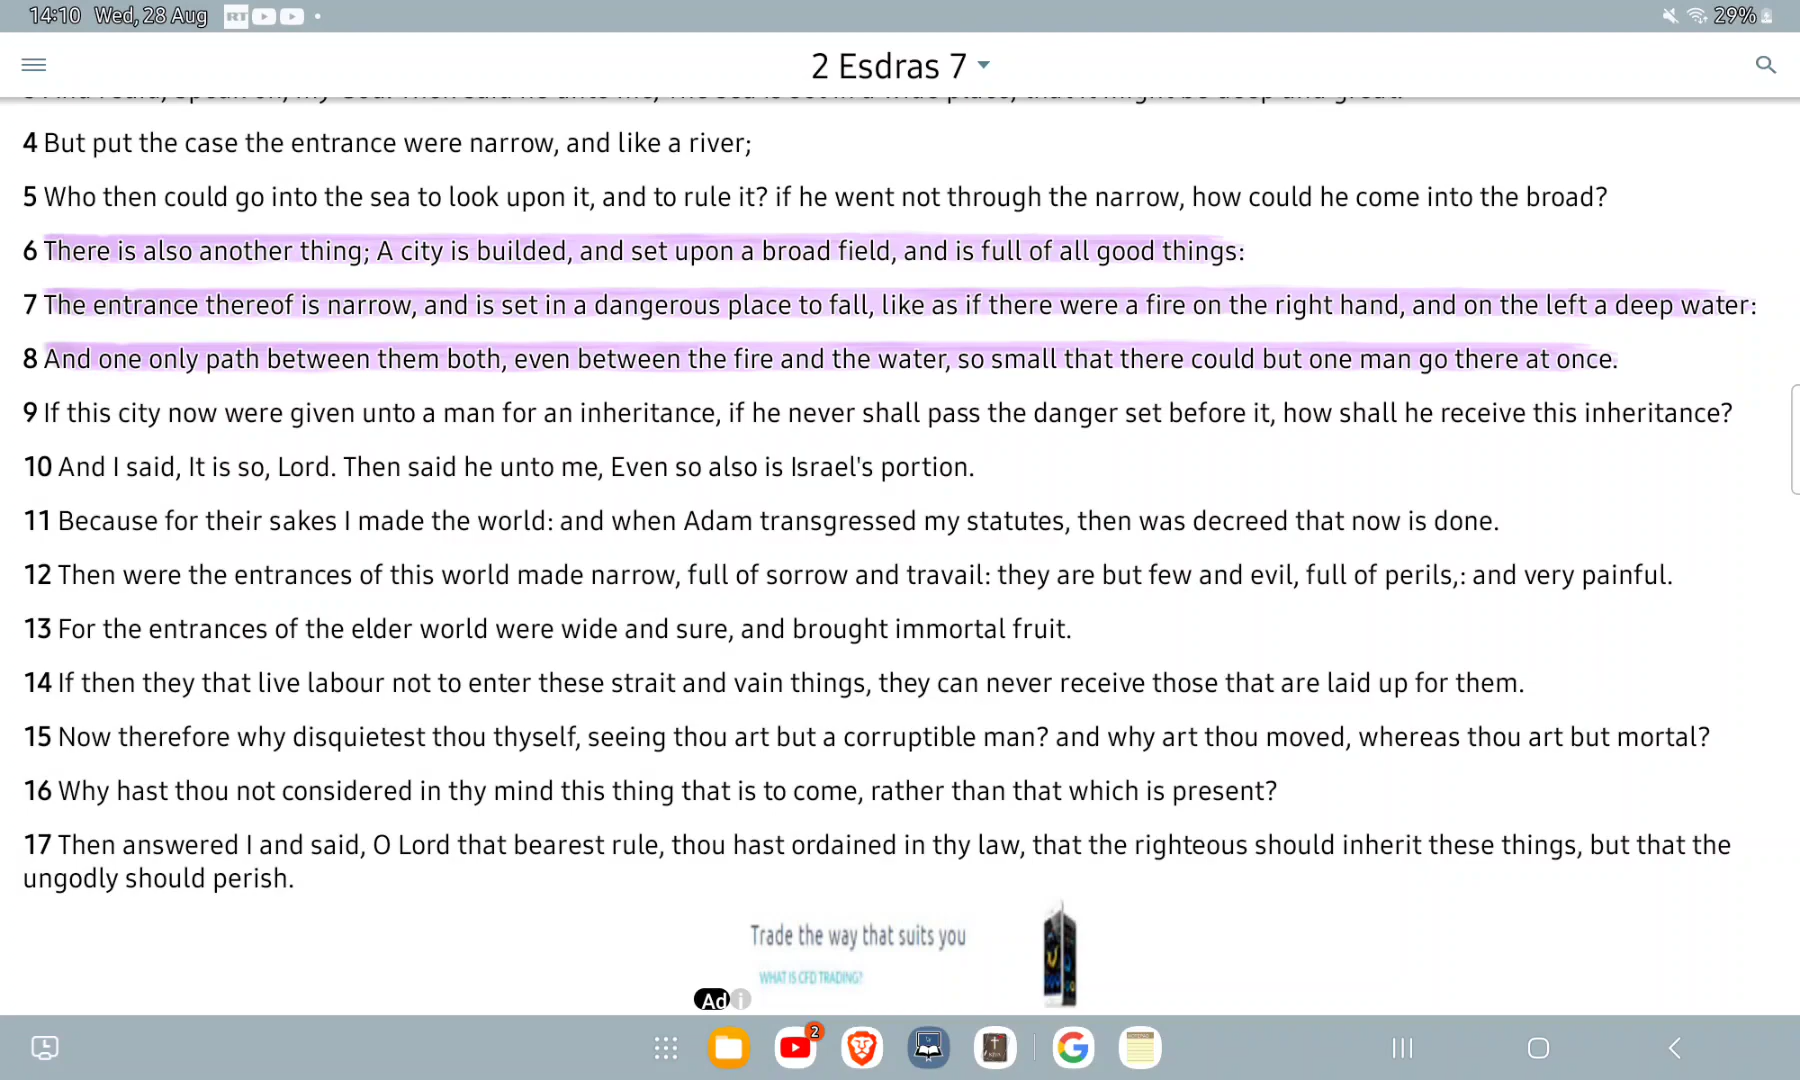 14:10 Wed, 28 Aug RT 29%
2 Esdras 7
4 But put the case the entrance were narrow, and like a river;
5 Who then could go into the sea to look upon it, and to rule it? if he went not through the narrow, how could he come into the broad?
6 There is also another thing; A city is builded, and set upon a broad field, and is full of all good things:
7 The entrance thereof is narrow, and is set in a dangerous place to fall, like as if there were a fire on the right hand, and on the left a deep water:
8 And one only path between them both, even between the fire and the water, so small that there could but one man go there at once.
9 If this city now were given unto a man for an inheritance, if he never shall pass the danger set before it, how shall he receive this inheritance?
10 And I said, It is so, Lord. Then said he unto me, Even so also is Israel's portion.
11 Because for their sakes I made the world: and when Adam transgressed my statutes, then was decreed that now is done.
12 Then were the entrances of this world made narrow, full of sorrow and travail: they are but few and evil, full of perils,: and very painful.
13 For the entrances of the elder world were wide and sure, and brought immortal fruit.
14 If then they that live labour not to enter these strait and vain things, they can never receive those that are laid up for them.
15 Now therefore why disquietest thou thyself, seeing thou art but a corruptible man? and why art thou moved, whereas thou art but mortal?
16 Why hast thou not considered in thy mind this thing that is to come, rather than that which is present?
17 Then answered I and said, O Lord that bearest rule, thou hast ordained in thy law, that the righteous should inherit these things, but that the
ungodly should perish.
Trade the way that suits you
WHAT IS CFD TRADING?
Ad i
2